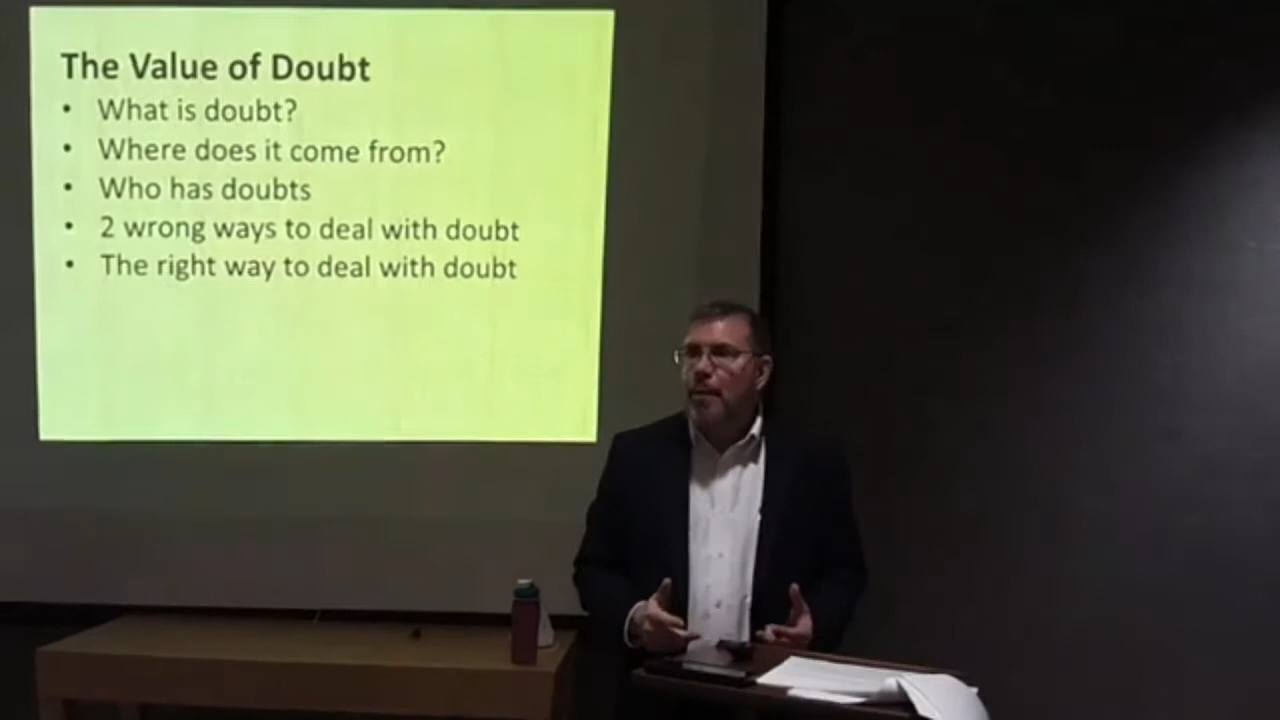 The Value of Doubt
• What is doubt?
• Where does it come from?
• Who has doubts
• 2 wrong ways to deal with doubt
• The right way to deal with doubt